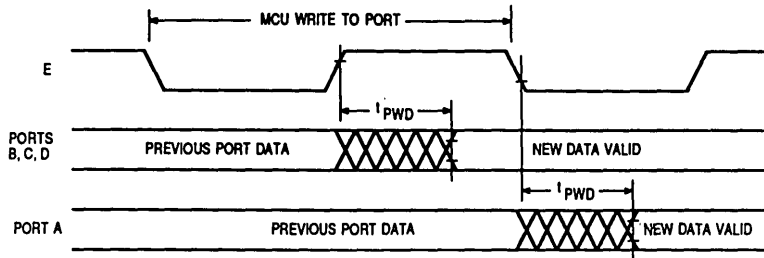 MCU WRITE TO PORT
E
t PWD
PORTS
B, C, D
PREVIOUS PORT DATA
NEW DATA VALID
t PWD
PORT A
PREVIOUS PORT DATA
NEW DATA VALID